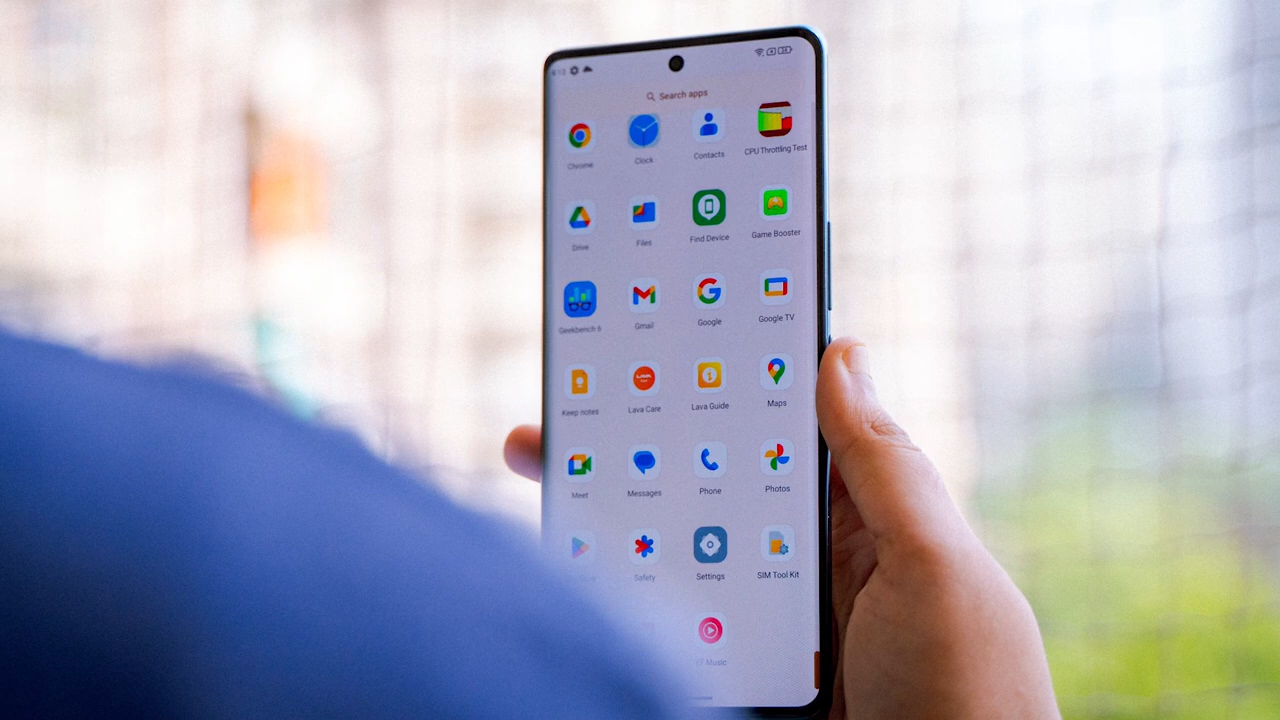 Search apps
Chrome
Clock
Contacts
CPU Throttling Test
Drive
Files
Find Device
Game Booster
Geekbench 6
Gmail
Google
Google TV
Keep notes
Lava Care
Lava Guide
Maps
Meet
Messages
Phone
Photos
Safety
Settings
SIM Tool Kit
Music